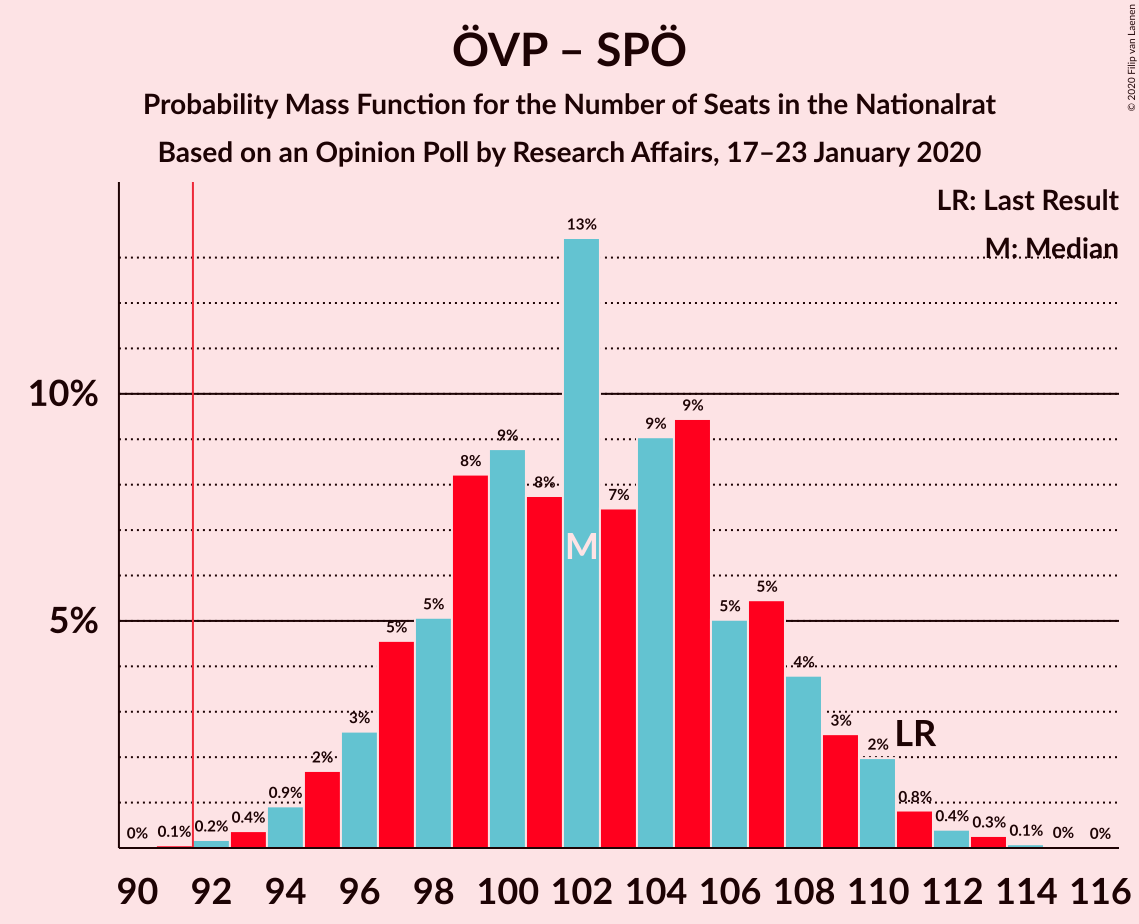 ÖVP – SPÖ
Probability Mass Function for the Number of Seats in the Nationalrat
Based on an Opinion Poll by Research Affairs, 17–23 January 2020
© 2020 Filip van Laenen
LR: Last Result
M: Median
10%
5%
0% 0.1% 0.2% 0.4% 0.9% 2% 3% 5% 5% 8% 9% 8% 13% 7% 9% 9% 5% 5% 4% 3% 2% 0.8% 0.4% 0.3% 0.1% 0% 0%
M
LR
90 92 94 96 98 100 102 104 106 108 110 112 114 116